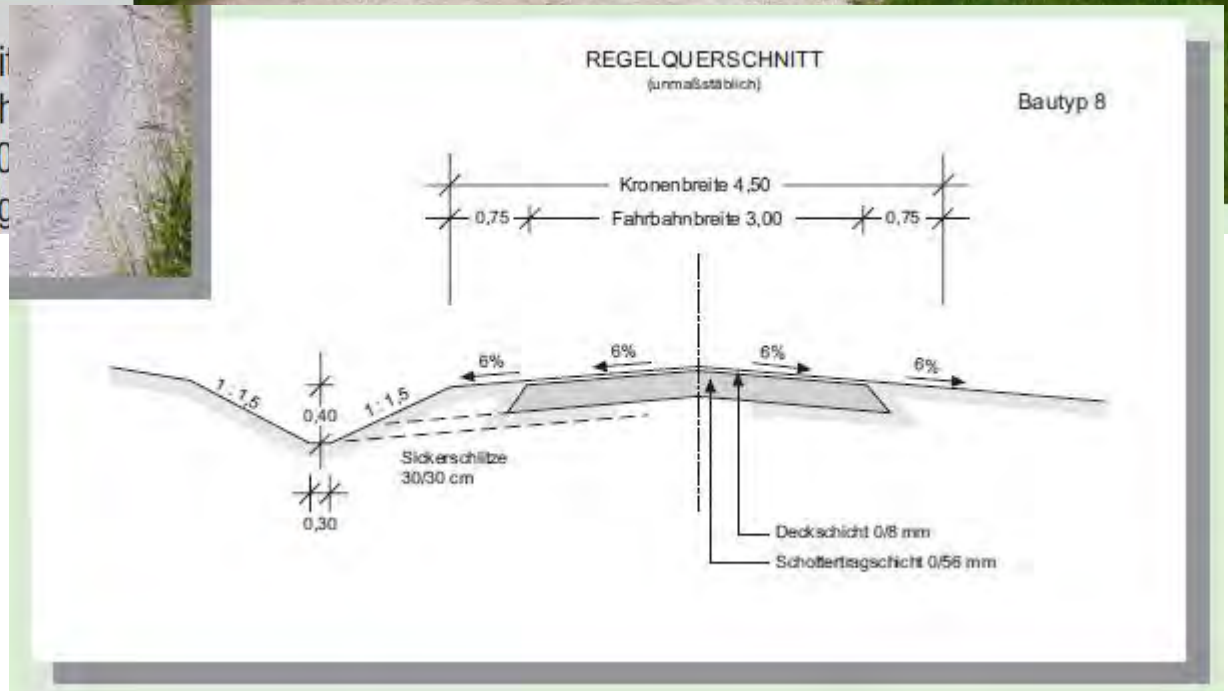 REGELQUERSCHNITT
(unmaßstäblich)
Bautyp 8
Kronenbreite 4,50
0,75 Fahrbahnbreite 3,00 0,75
6% 6% 6% 6%
1 : 1,5 0,40 1 : 1,5
Sickerschlitze
30/30 cm
0,30
Deckschicht 0/8 mm
Schottertragschicht 0/56 mm